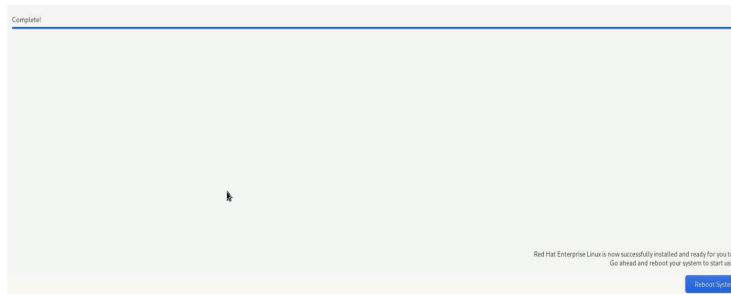 Complete!
Red Hat Enterprise Linux is now successfully installed and ready for you t
Go ahead and reboot your system to start us
Reboot Syste